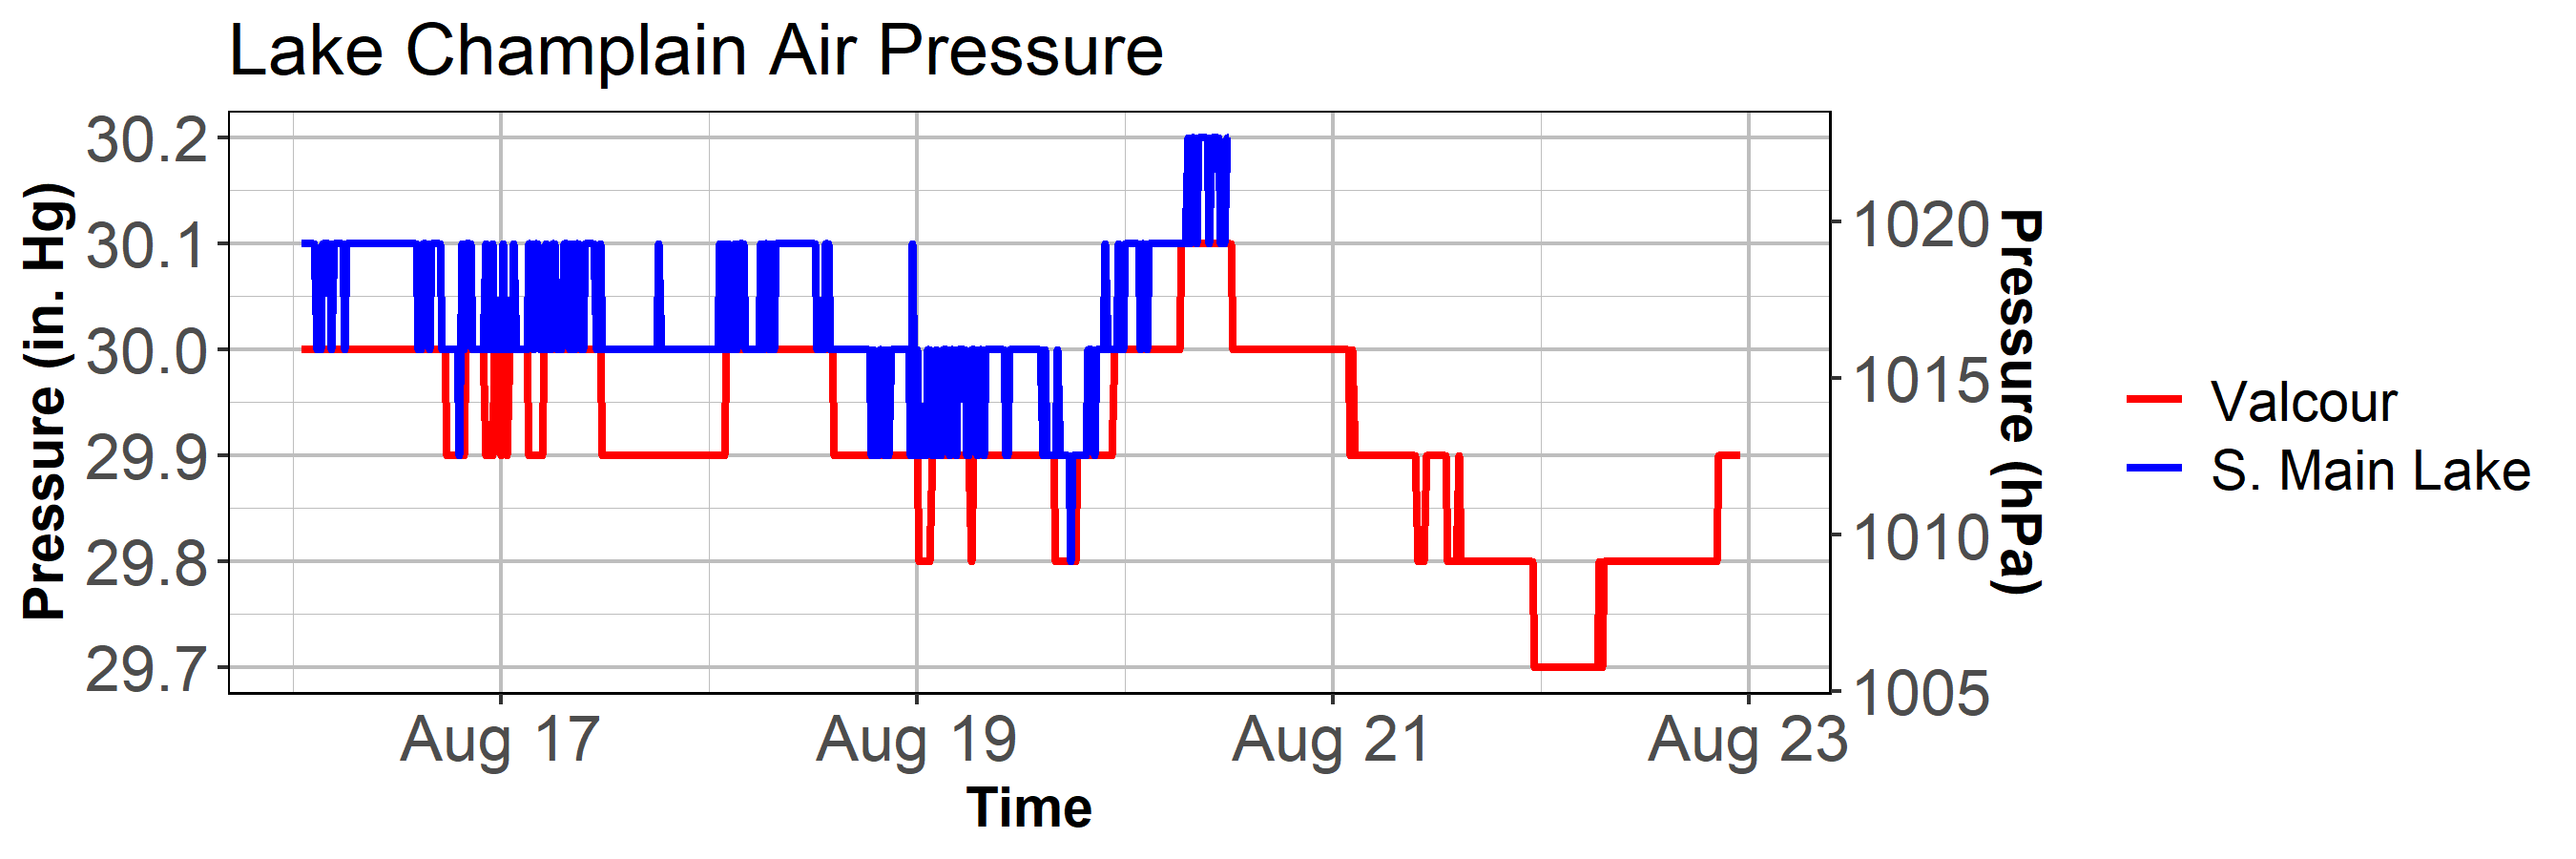 Lake Champlain Air Pressure
Pressure (in. Hg)
30.2
30.1
30.0
29.9
29.8
29.7
1020
1015
1010
1005
Pressure (hPa)
Aug 17
Aug 19
Aug 21
Aug 23
Time
Valcour
S. Main Lake